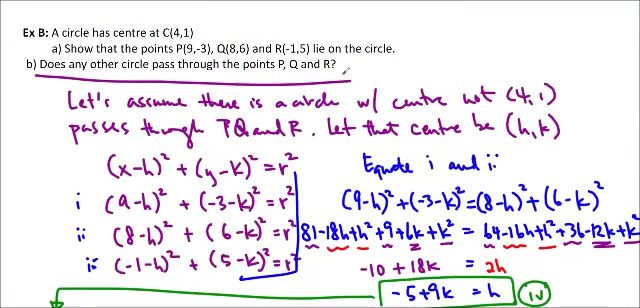 Ex B: A circle has centre at C(4,1)
a) Show that the points P(9,-3), Q(8,6) and R(-1,5) lie on the circle.
b) Does any other circle pass through the points P, Q and R?
Let's assume there is a circle w/ centre not (4,1)
passes through P Q and R. Let that centre be (h,k)
(x-h)² + (y-k)² = r²
i (9-h)² + (-3-k)² = r²
ii (8-h)² + (6-k)² = r²
iii (-1-h)² + (5-k)² = r²
Equate i and ii
(9-h)² + (-3-k)² = (8-h)² + (6-k)²
81-18h+h²+9+6k+k² = 64-16h+h²+36-12k+k²
-10 + 18k = 2h
-5+9k = h iv